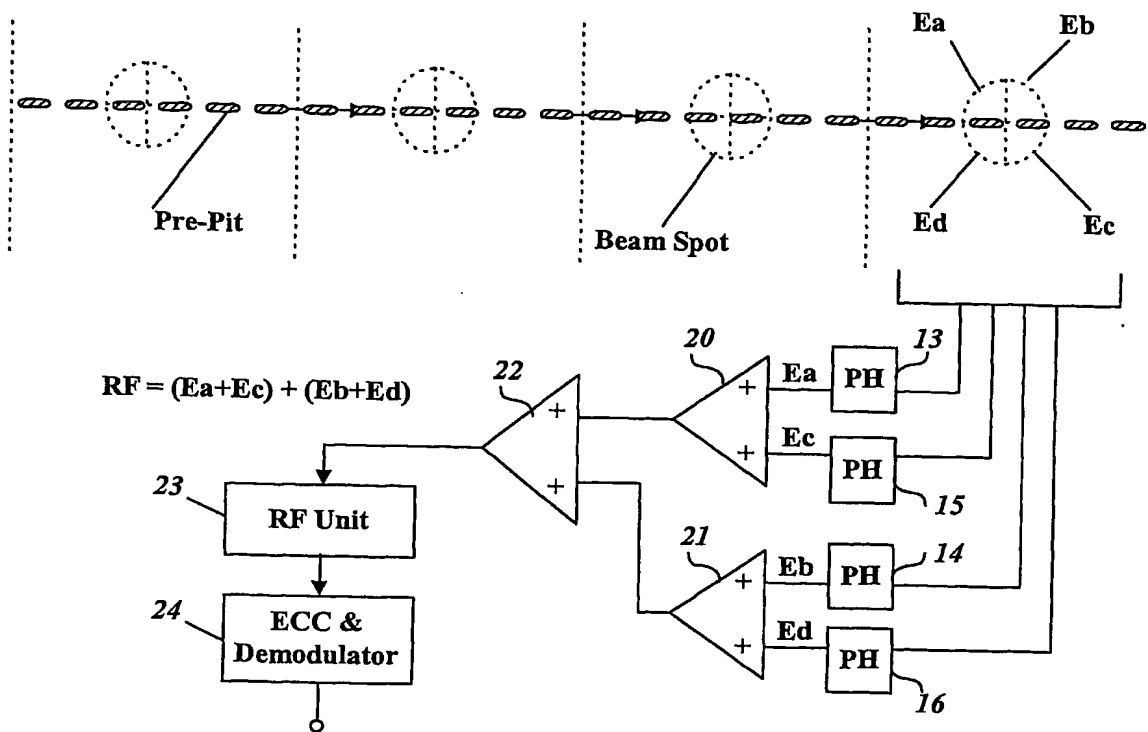 Ea
Eb
Pre-Pit
Beam Spot
Ed
Ec
RF = (Ea+Ec) + (Eb+Ed)
22
20
13
Ea
PH
+
+
+
Ec
PH
+
15
23
RF Unit
21
14
Eb
PH
+
24
ECC &
Demodulator
Ed
PH
+
16